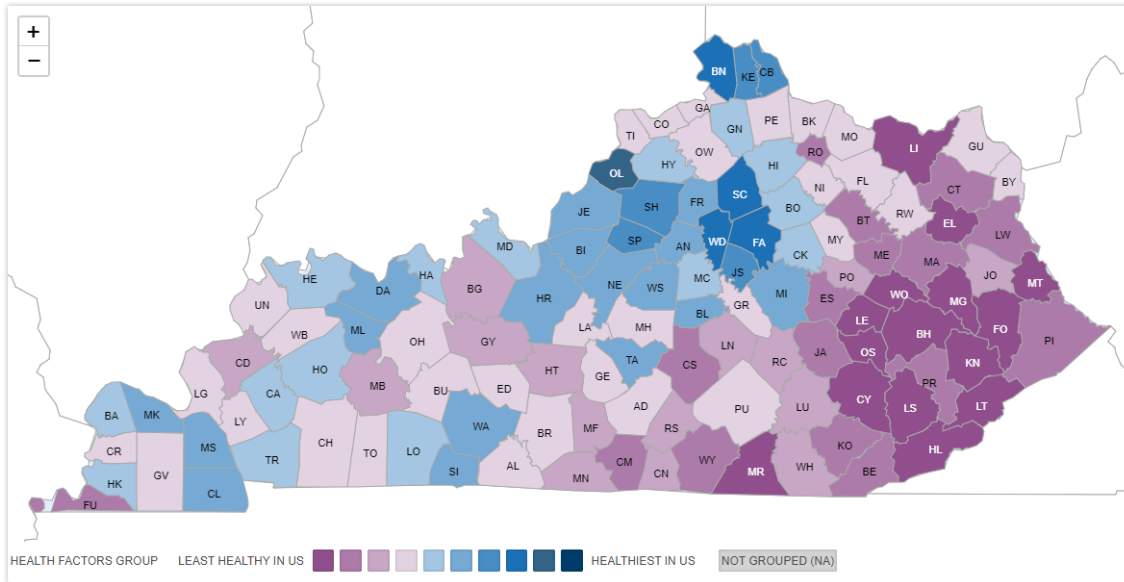 +
−
BN KE CB
GA
TI CO GN PE BK MO
OW RO LI GU
OL HY HI NI FL CT BY
SC
JE SH FR BO RW
BT EL LW
BI SP AN WD FA MY
MD CK ME MA
HE HA MC JS PO JO MT
UN DA BG HR NE WS MC MI ES WO MG
BL GR
WB ML LA MH LE FO
OH GY LN BH PI
CD HO HT GE TA CS RC JA OS KN
MB PR
LG CA BU ED AD PU LU CY LS LT
BA MK LY
CR MS CH TO LO WA BR MF RS KO HL
TR CM WY WH BE
HK GV SI AL MN CN MR
CL
FU
HEALTH FACTORS GROUP LEAST HEALTHY IN US HEALTHIEST IN US NOT GROUPED (NA)